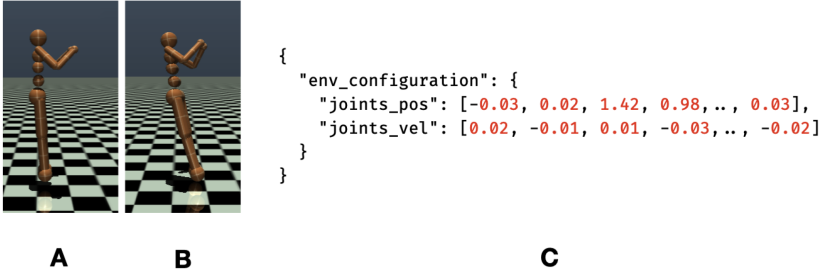 {
"env_configuration": {
"joints_pos": [-0.03, 0.02, 1.42, 0.98,.., 0.03],
"joints_vel": [0.02, -0.01, 0.01, -0.03,.., -0.02]
}
}
A B C